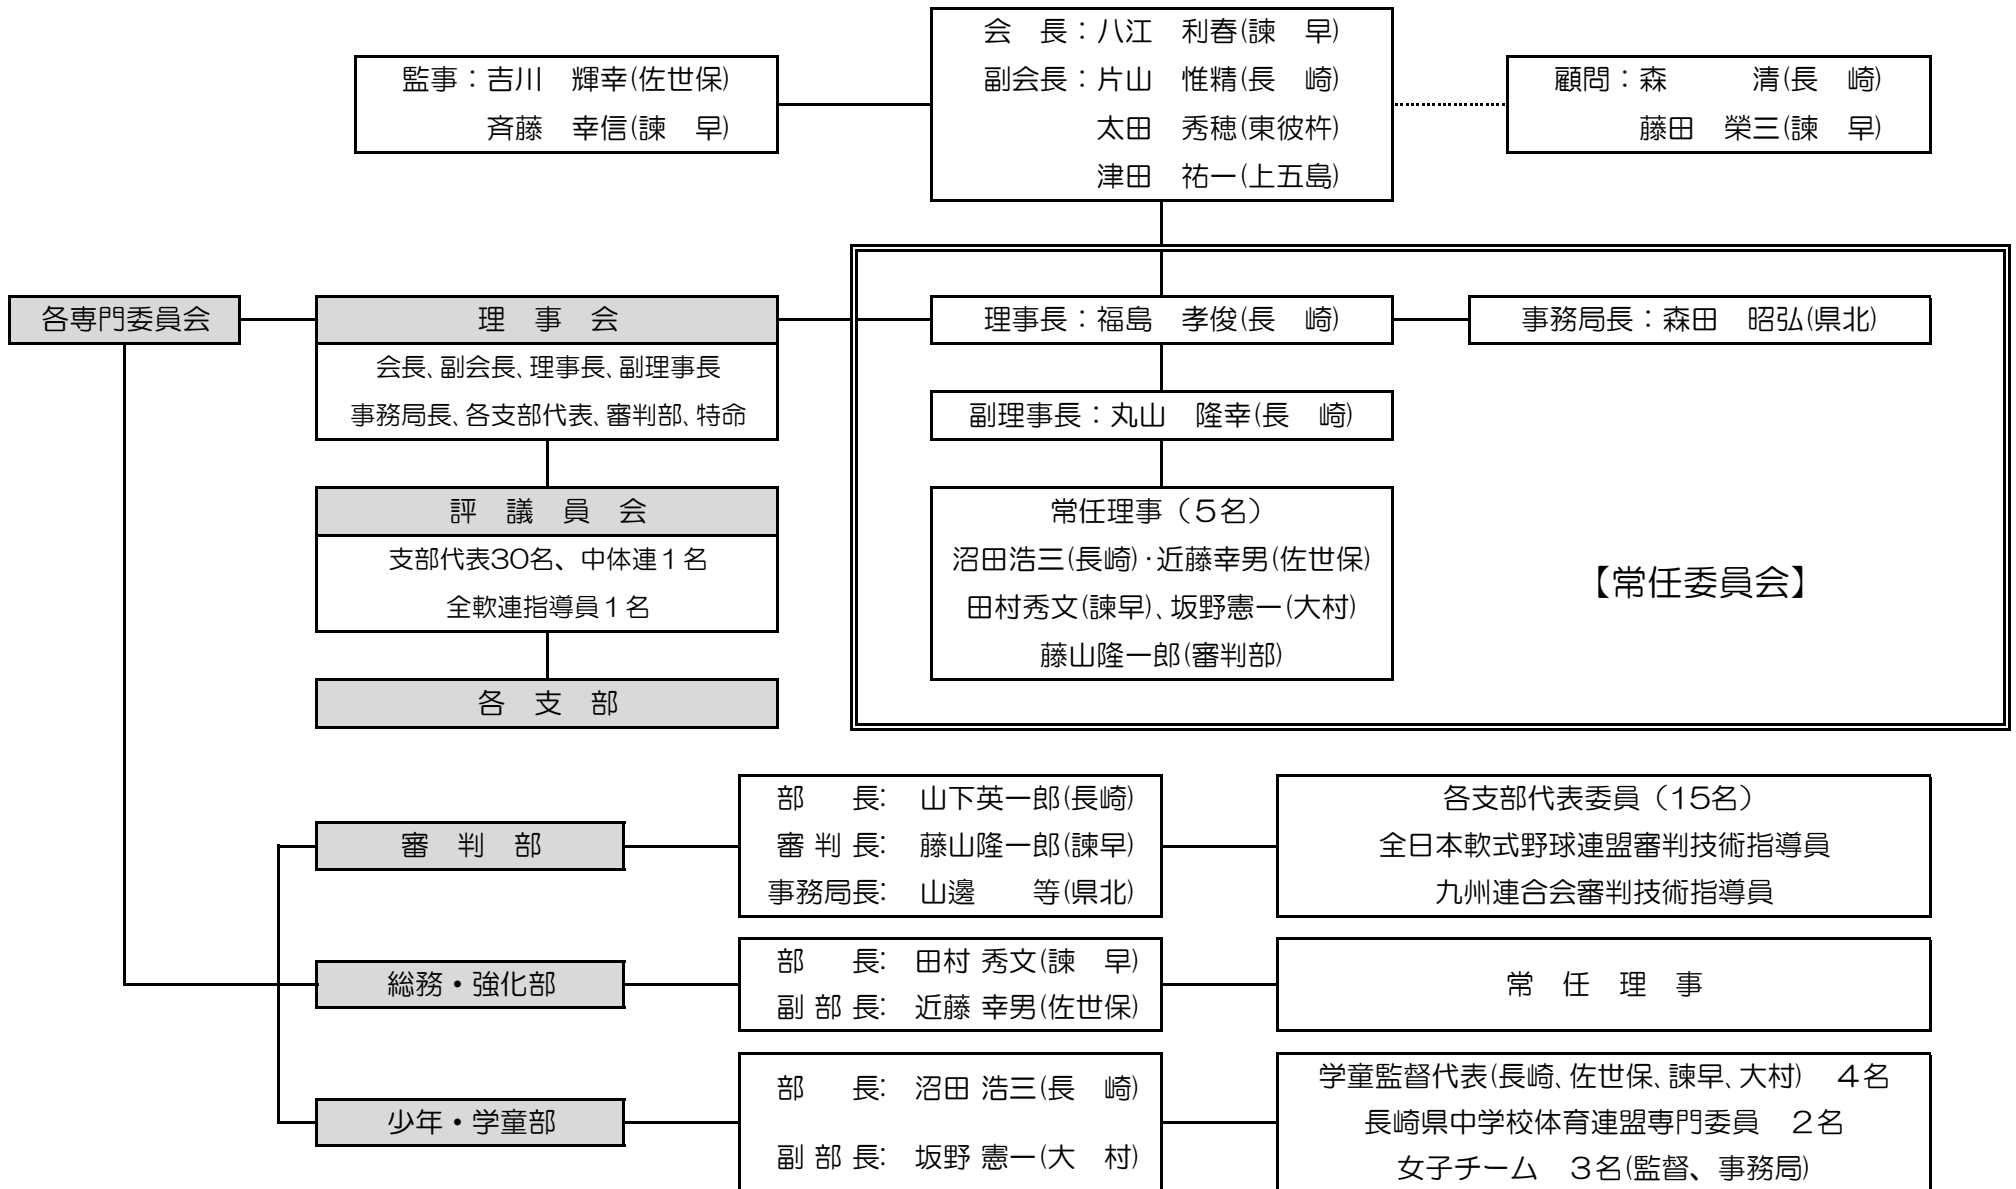 会　長：八江　利春(諫　早)
副会長：片山　惟精(長　崎)
太田　秀穂(東彼杵)
津田　祐一(上五島)
監事：吉川　輝幸(佐世保)
斉藤　幸信(諫　早)
顧問：森　　　清(長　崎)
藤田　榮三(諫　早)
各専門委員会
理　事　会
会長、副会長、理事長、副理事長
事務局長、各支部代表、審判部、特命
評　議　員　会
支部代表30名、中体連１名
全軟連指導員１名
各　支　部
理事長：福島　孝俊(長　崎)
事務局長：森田　昭弘(県北)
副理事長：丸山　隆幸(長　崎)
常任理事（５名）
沼田浩三(長崎)・近藤幸男(佐世保)
田村秀文(諫早)、坂野憲一(大村)
藤山隆一郎(審判部)
【常任委員会】
審　判　部
部　　長:　山下英一郎(長崎)
審 判 長:　藤山隆一郎(諫早)
事務局長:　山邊　　等(県北)
各支部代表委員（15名）
全日本軟式野球連盟審判技術指導員
九州連合会審判技術指導員
総務・強化部
部　　長:　田村 秀文(諫　早)
副 部 長:　近藤 幸男(佐世保)
常　任　理　事
少年・学童部
部　　長:　沼田 浩三(長　崎)
副 部 長:　坂野 憲一(大　村)
学童監督代表(長崎、佐世保、諫早、大村)　４名
長崎県中学校体育連盟専門委員　２名
女子チーム　３名(監督、事務局)